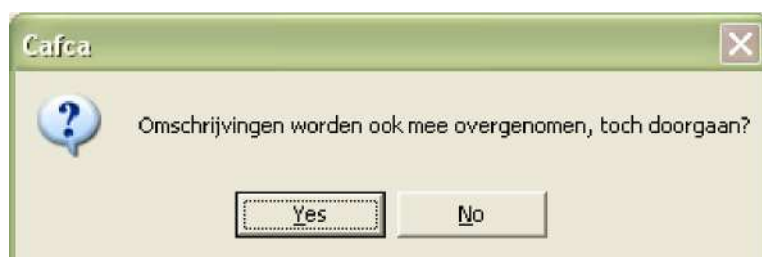 Cafca
Omschrijvingen worden ook mee overgenomen, toch doorgaan?
Yes
No